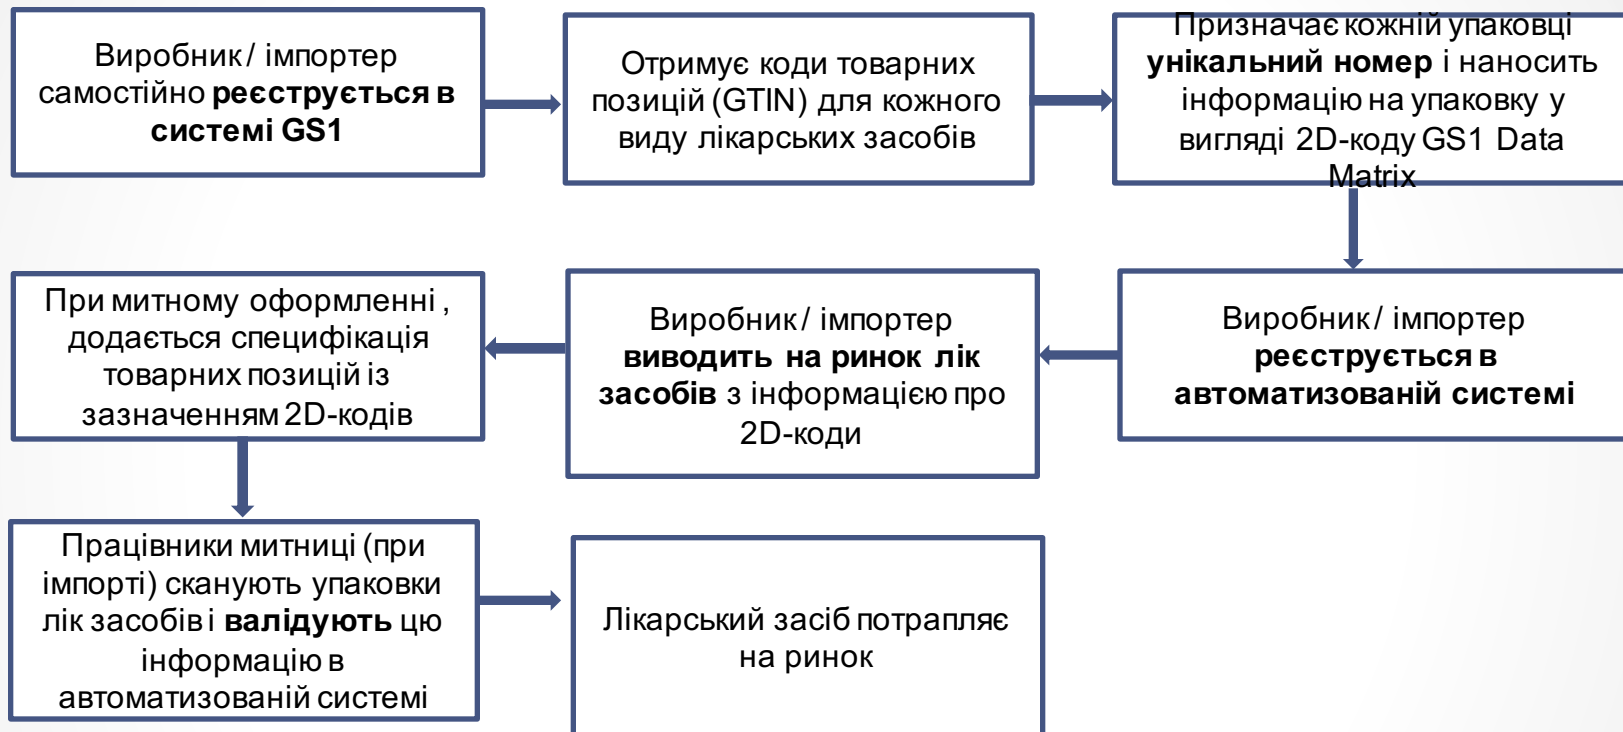 Виробник / імпортер
самостійно реєструється в
системі GS1
Отримує коди товарних
позицій (GTIN) для кожного
виду лікарських засобів
Призначає кожній упаковці
унікальний номер і наносить
інформацію на упаковку у
вигляді 2D-коду GS1 Data
Matrix
При митному оформленні ,
додається специфікація
товарних позицій із
зазначенням 2D-кодів
Виробник / імпортер
виводить на ринок лік
засобів з інформацією про
2D-коди
Виробник / імпортер
реєструється в
автоматизованій системі
Працівники митниці (при
імпорті) сканують упаковки
лік засобів і валідують цю
інформацію в
автоматизованій системі
Лікарський засіб потрапляє
на ринок